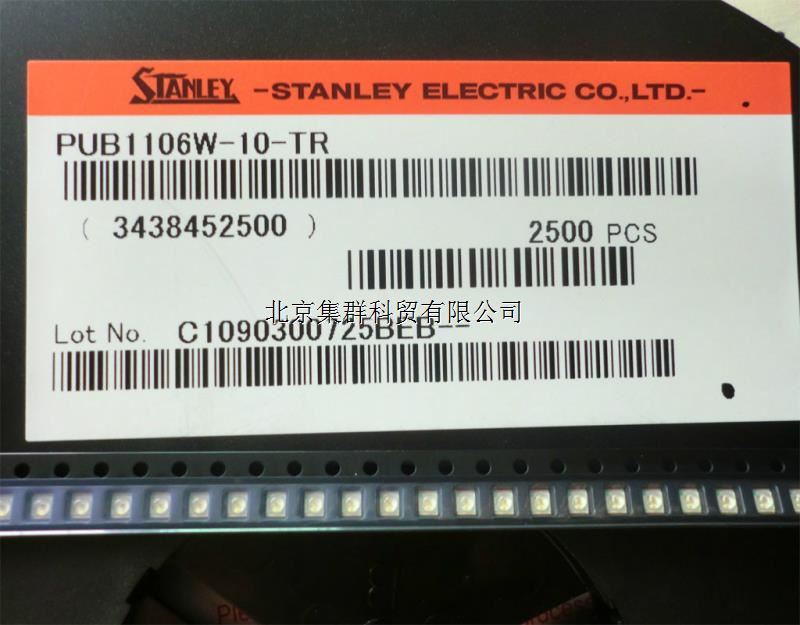 STANLEY -STANLEY ELECTRIC CO.,LTD.-
PUB1106W-10-TR
( 3438452500 )
2500 PCS
北京集群科贸有限公司
Lot No. C1090300725BEB--